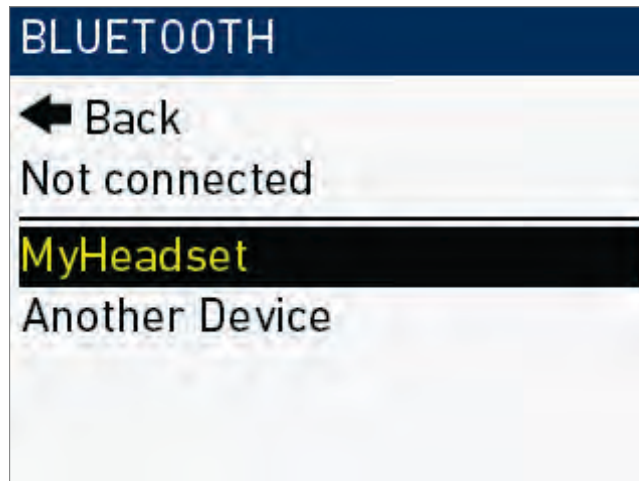 BLUETOOTH
Back
Not connected
MyHeadset
Another Device